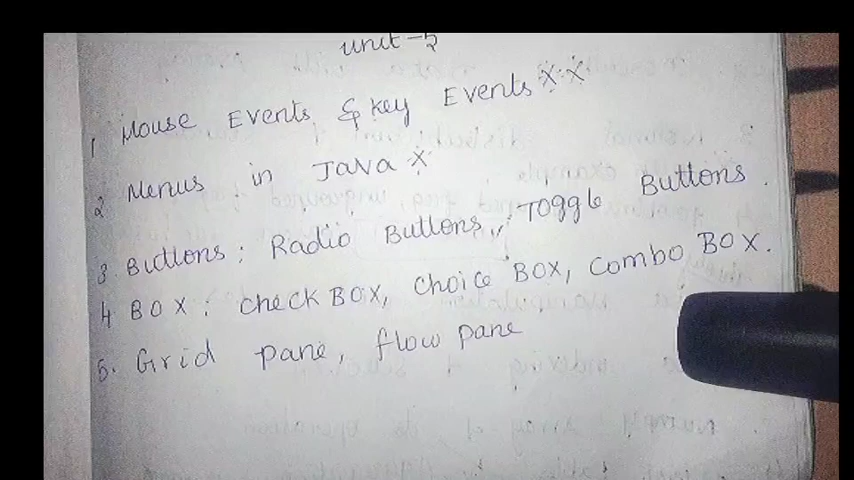 unit-5
1 Mouse Events & key Events X X
2 Menus in Java X
3 Buttons : Radio Buttons, Toggle Buttons.
4 BOX : check BOX, choice BOX, combo BOX.
5. Grid pane, flow pane